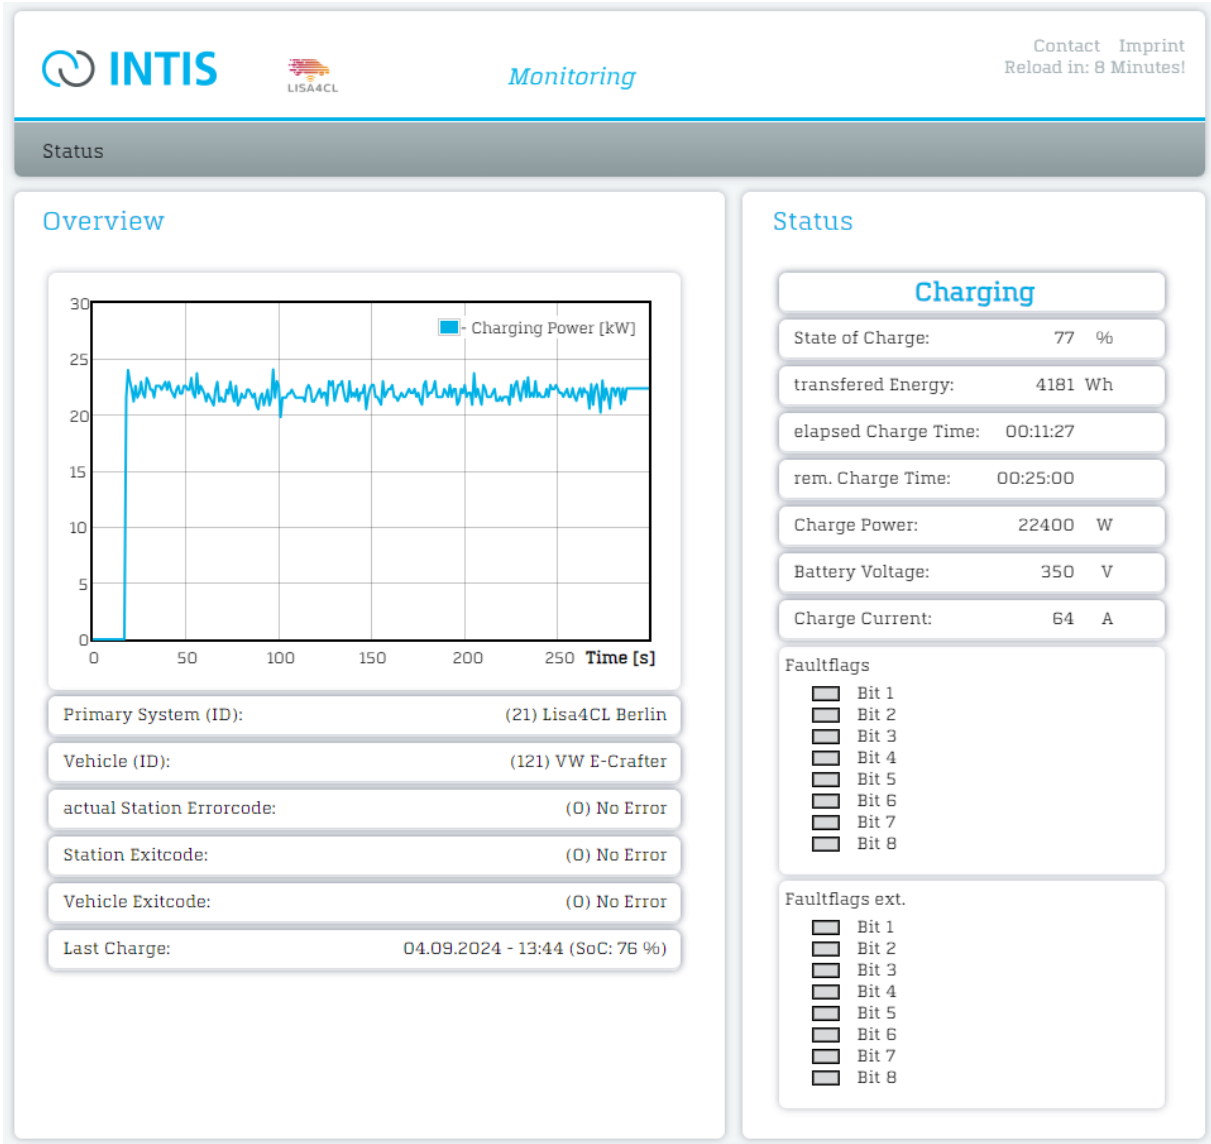 INTIS
LISA4CL
Monitoring
Contact Imprint
Reload in: 8 Minutes!
Status
Overview
30
25
20
15
10
5
0
- Charging Power [kW]
0 50 100 150 200 250 Time [s]
Primary System (ID): (21) Lisa4CL Berlin
Vehicle (ID): (121) VW E-Crafter
actual Station Errorcode: (0) No Error
Station Exitcode: (0) No Error
Vehicle Exitcode: (0) No Error
Last Charge: 04.09.2024 - 13:44 (SoC: 76 %)
Status
Charging
State of Charge: 77 %
transfered Energy: 4181 Wh
elapsed Charge Time: 00:11:27
rem. Charge Time: 00:25:00
Charge Power: 22400 W
Battery Voltage: 350 V
Charge Current: 64 A
Faultflags
Bit 1
Bit 2
Bit 3
Bit 4
Bit 5
Bit 6
Bit 7
Bit 8
Faultflags ext.
Bit 1
Bit 2
Bit 3
Bit 4
Bit 5
Bit 6
Bit 7
Bit 8